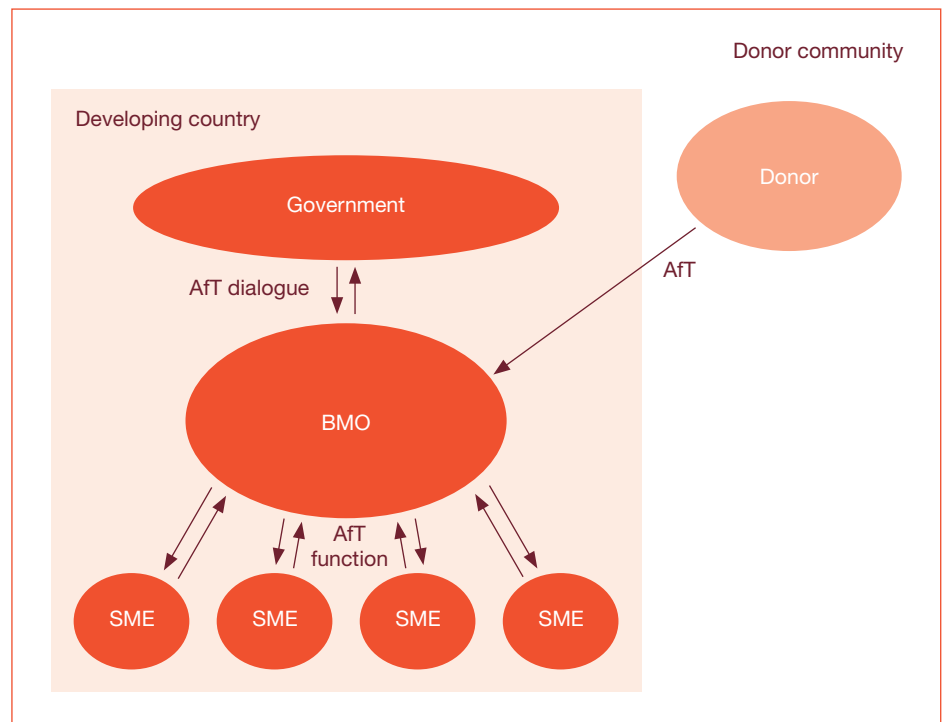 Donor community
Developing country
Donor
Government
AfT
AfT dialogue
BMO
AfT
function
SME
SME
SME
SME